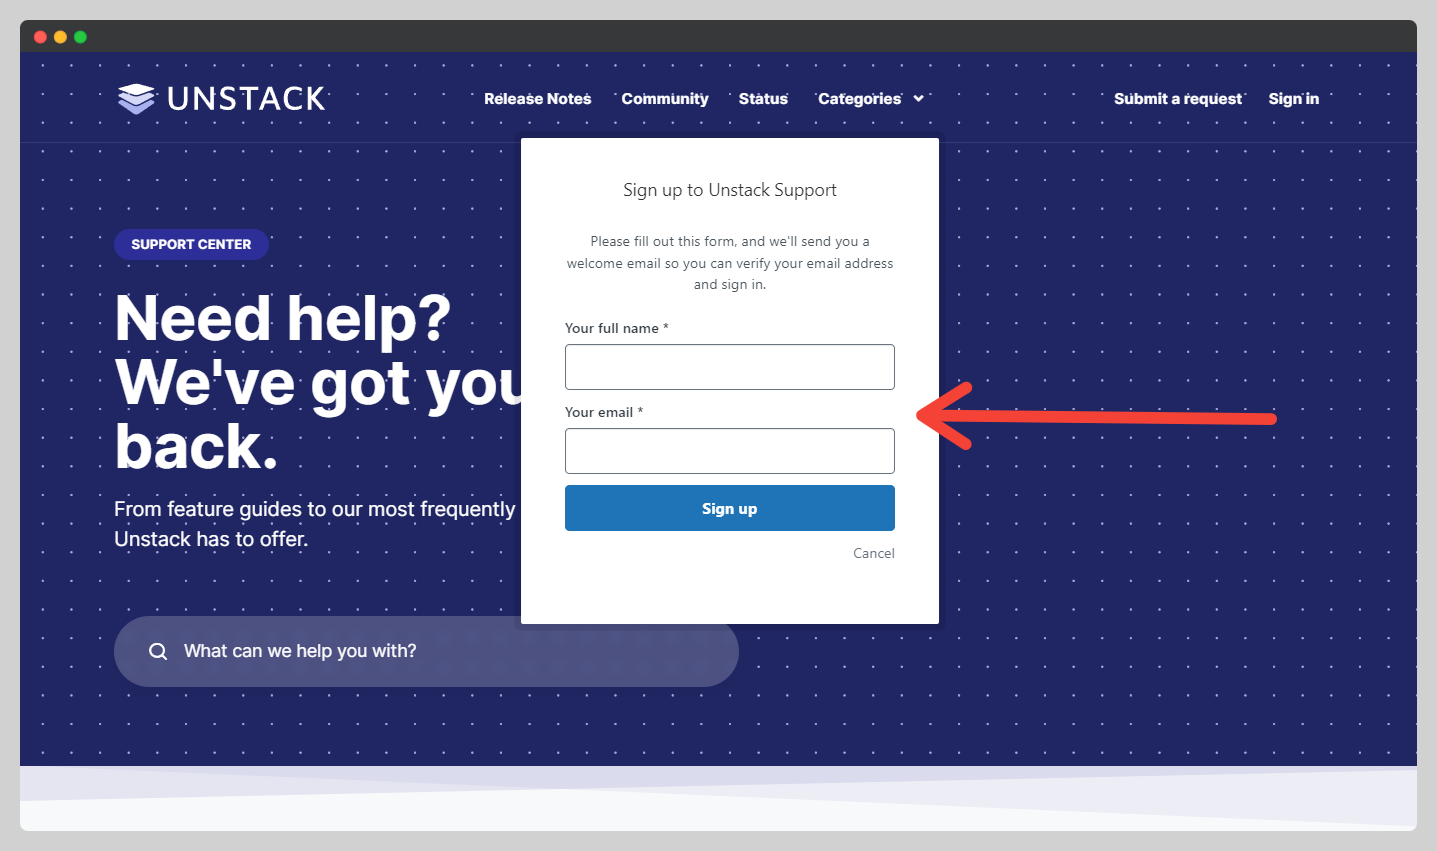 UNSTACK
Release Notes
Community
Status
Categories
Submit a request
Sign in
SUPPORT CENTER
Need help?
We've got you
back.
From feature guides to our most frequently
Unstack has to offer.
What can we help you with?
Sign up to Unstack Support
Please fill out this form, and we'll send you a
welcome email so you can verify your email address
and sign in.
Your full name *
Your email *
Sign up
Cancel